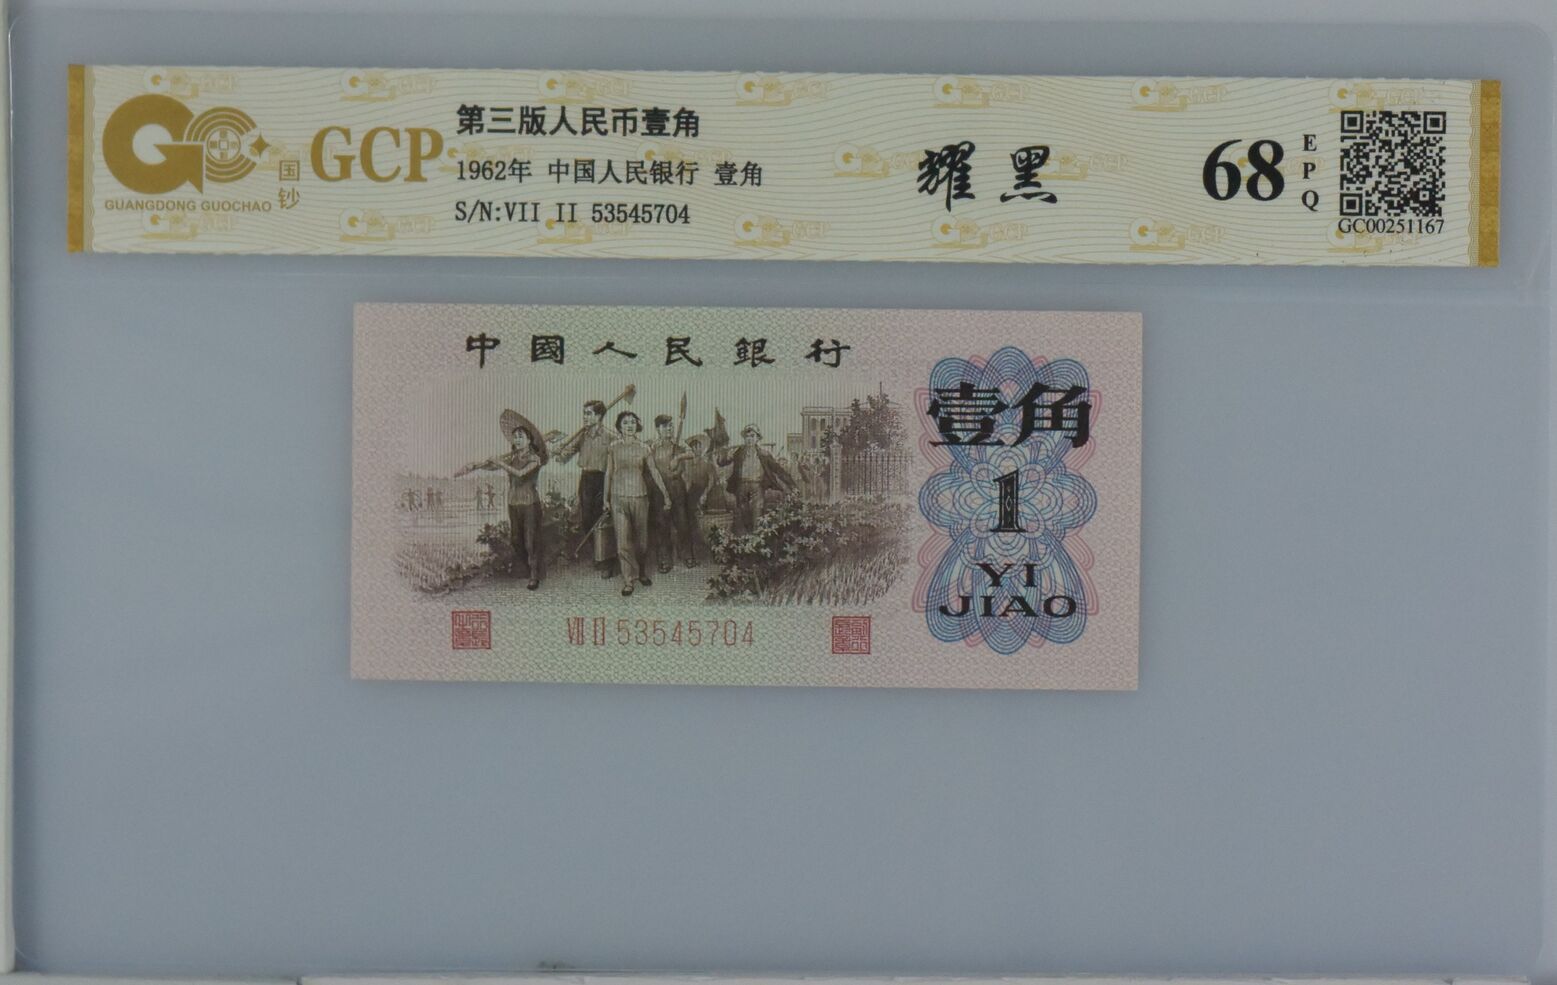 GCP
国钞
GUANGDONG GUOCHAO
第三版人民币壹角
1962年 中国人民银行 壹角
S/N:VII II 53545704
耀黑
68
EPQ
GC00251167
中國人民銀行
壹角
1
YI
JIAO
VII II 53545704